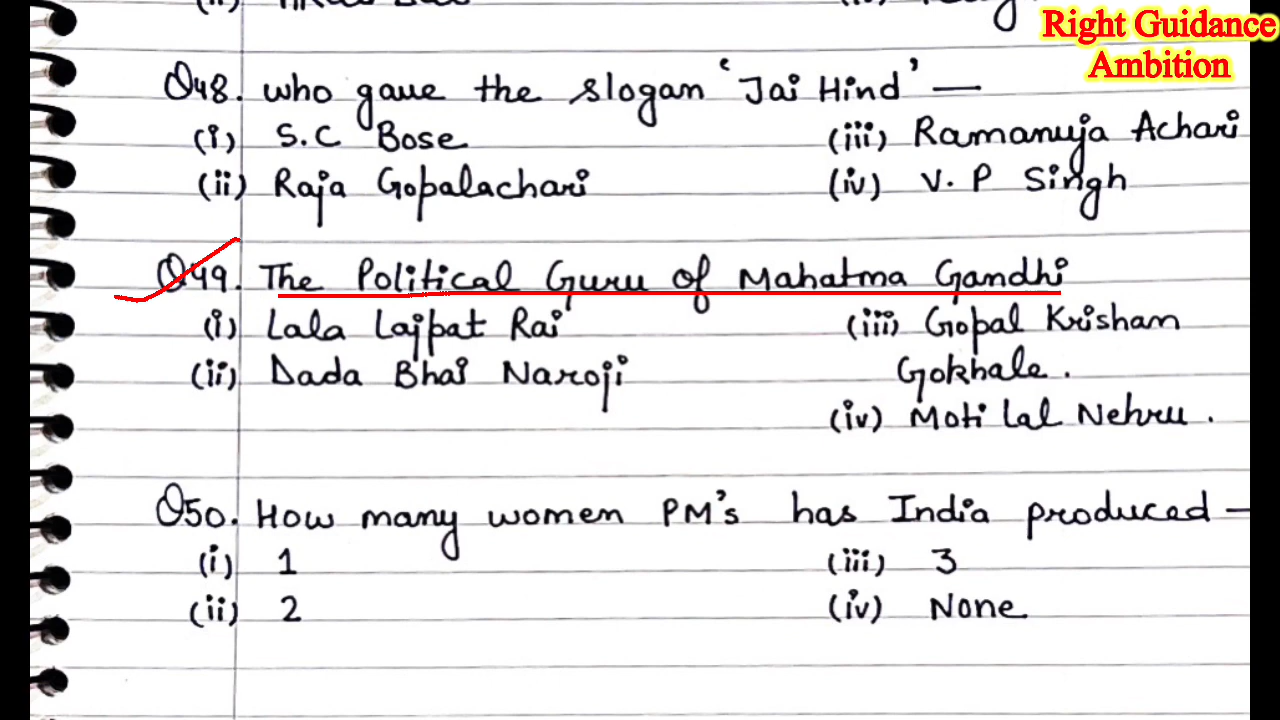 Right Guidance
Ambition
Q48. who gave the slogan 'Jai Hind' —
(i) S.C Bose
(iii) Ramanuja Achari
(ii) Raja Gopalachari
(iv) V. P Singh
Q49. The Political Guru of Mahatma Gandhi
(i) Lala Lajpat Rai
(iii) Gopal Krisham
(ii) Dada Bhai Naroji
Gokhale.
(iv) Moti lal Nehru.
Q50. How many women PM's has India produced —
(i) 1
(iii) 3
(ii) 2
(iv) None